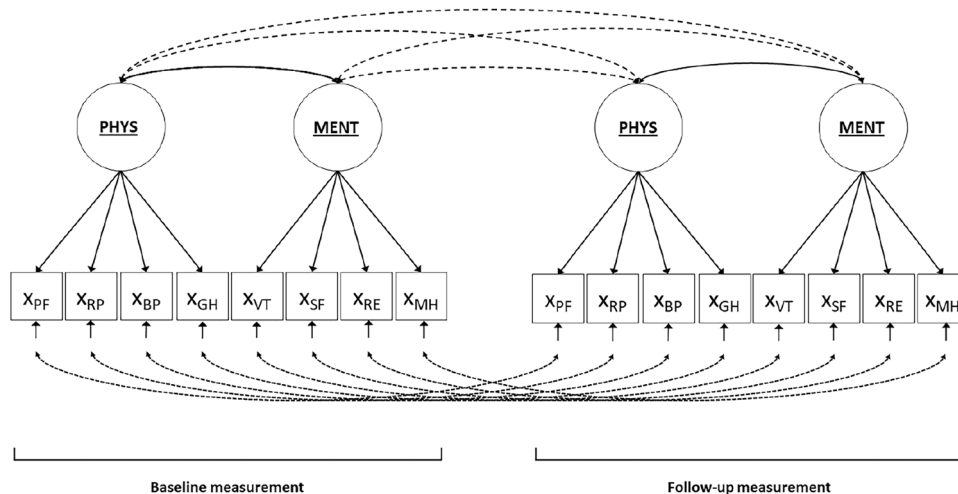 PHYS MENT PHYS MENT
XPF XRP XBP XGH XVT XSF XRE XMH XPF XRP XBP XGH XVT XSF XRE XMH
Baseline measurement Follow-up measurement